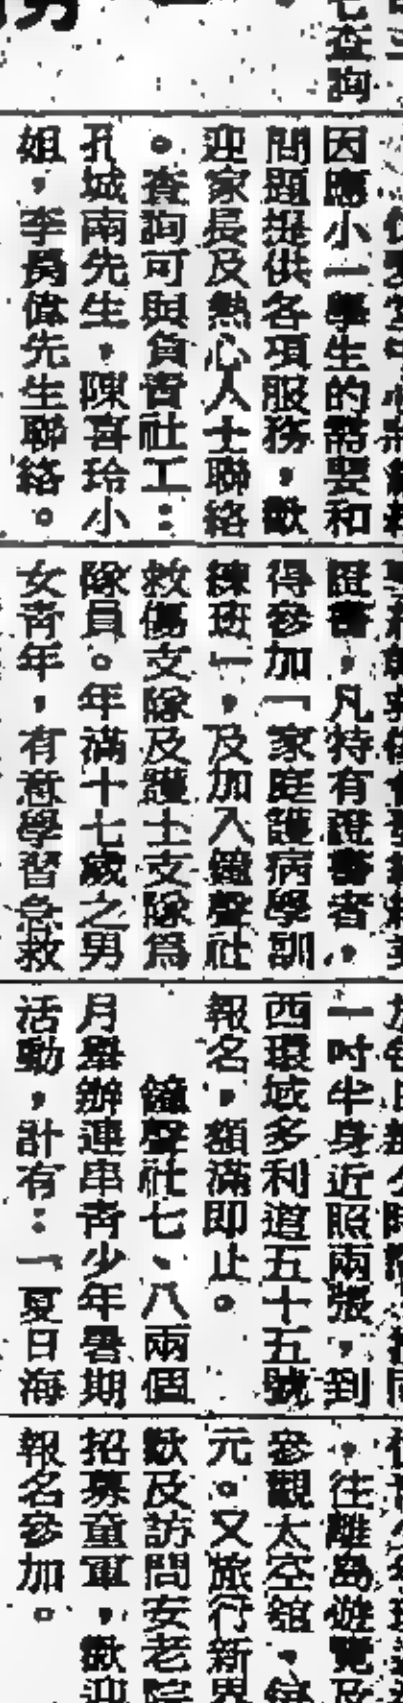 查詢
因應小一學生的需要和
問題提供各項服務，歡
迎家長及熱心人士聯絡
。查詢可與負責社工：
孔城南先生，陳喜玲小
姐，李勇偉先生聯絡。
證書，凡持有證書者，
得參加「家庭護病學訓
練班」，及加入鐘聲社
救傷支隊及護士支隊爲
隊員。年滿十七歲之男
女青年，有意學習急救
一吋半身近照兩張，到
西環域多利道五十五號
報名，額滿即止。
鐘聲社七、八兩個
月舉辦連串青少年暑期
活動，計有：「夏日海
，往離島遊覽及
參觀太空館，
元。又旅行新界
歡及訪問安老院
招募童軍，歡迎
報名參加。